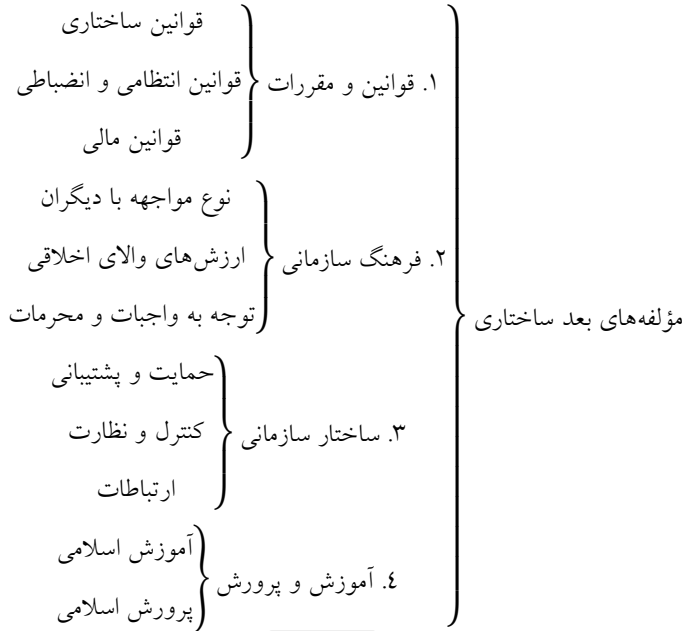 مؤلفه‌های بعد ساختاری
۱. قوانین و مقررات
قوانین ساختاری
قوانین انتظامی و انضباطی
قوانین مالی
۲. فرهنگ سازمانی
نوع مواجهه با دیگران
ارزش‌های والای اخلاقی
توجه به واجبات و محرمات
۳. ساختار سازمانی
حمایت و پشتیبانی
کنترل و نظارت
ارتباطات
٤. آموزش و پرورش
آموزش اسلامی
پرورش اسلامی